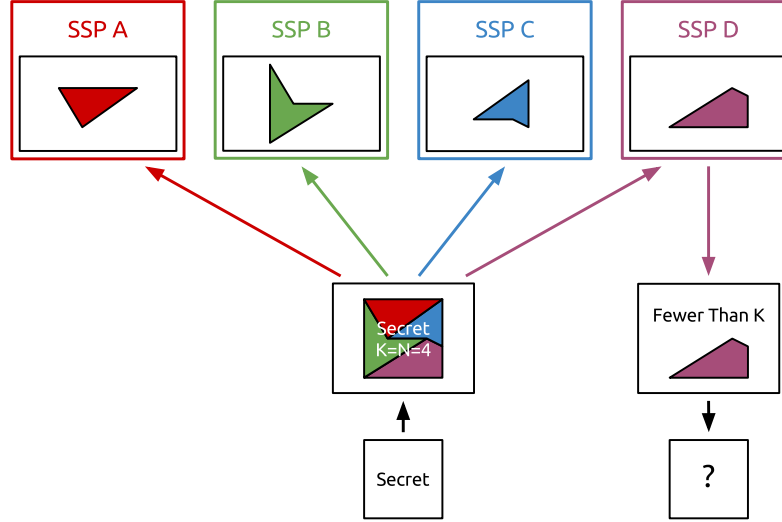 SSP A
SSP B
SSP C
SSP D
Secret
K=N=4
Fewer Than K
Secret
?